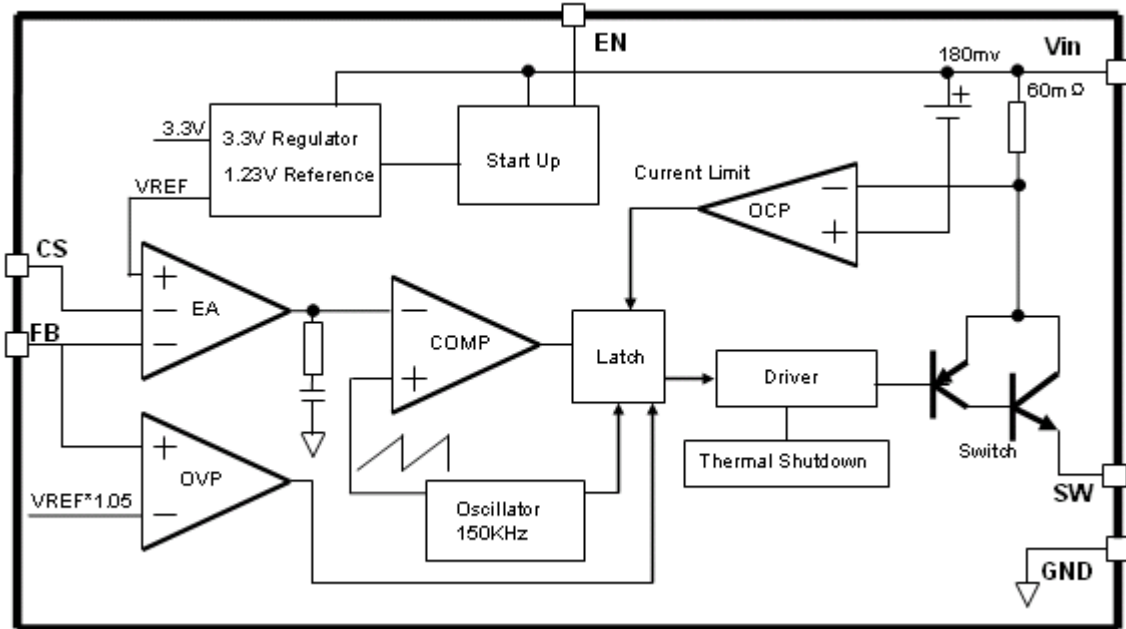 EN
180mv
Vin
60mΩ
3.3V
3.3V Regulator
1.23V Reference
Start Up
VREF
Current Limit
−
OCP
+
CS
+
−
EA
FB
−
−
COMP
+
Latch
Driver
Thermal Shutdown
Switch
+
OVP
VREF*1.05
−
Oscillator
150KHz
SW
GND
+